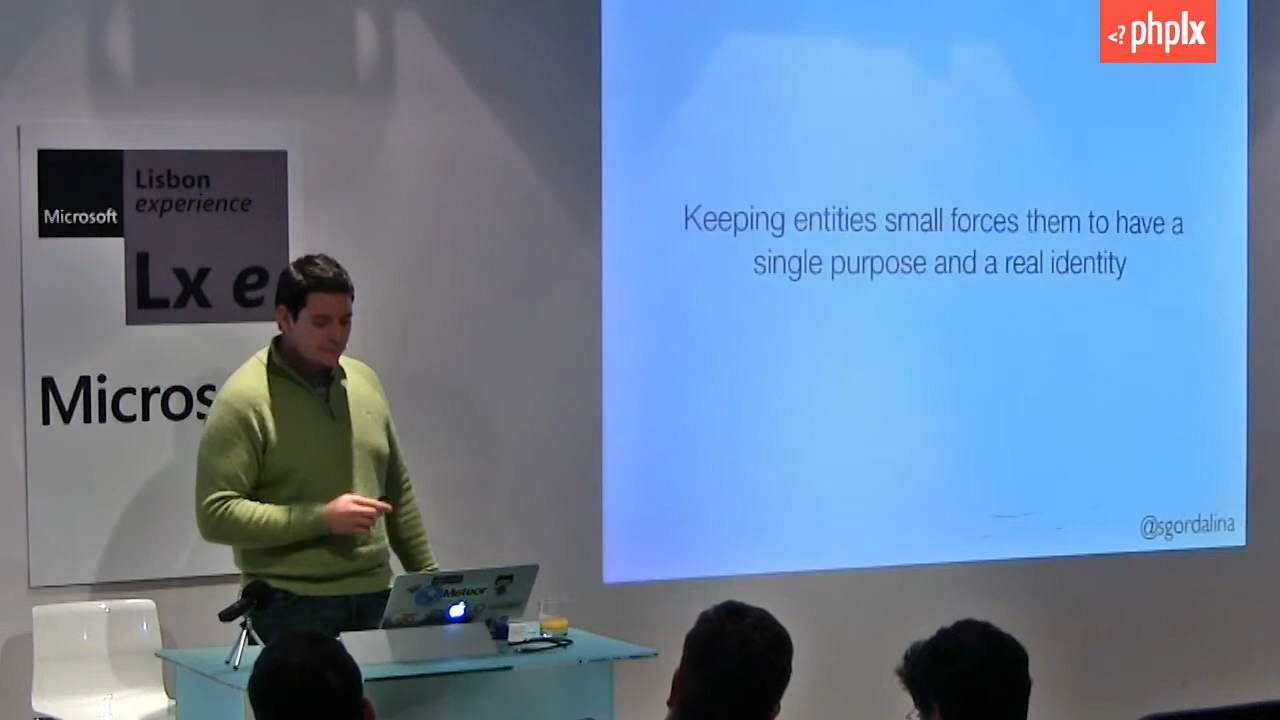 <? phplx
Lisbon
experience
Microsoft
Lx e
Micros
Keeping entities small forces them to have a
single purpose and a real identity
@sgordalina
Meteor